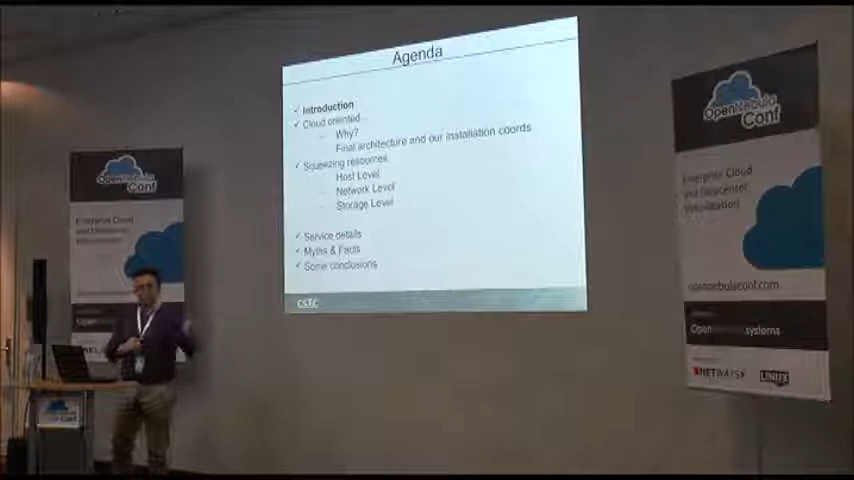 Agenda
✓ Introduction
✓ Cloud oriented...
– Why?
Final architecture and our installation coords
✓ Squeezing resources
– Host Level
– Network Level
– Storage Level
✓ Service details
✓ Myths & Facts
✓ Some conclusions
OpenNebula
Conf
Enterprise Cloud
and Datacenter
Virtualization
OpenNebula
Conf
Enterprise Cloud
and Datacenter
Virtualization
opennebulaconf.com
Open systems
NETWAYS
LINUX